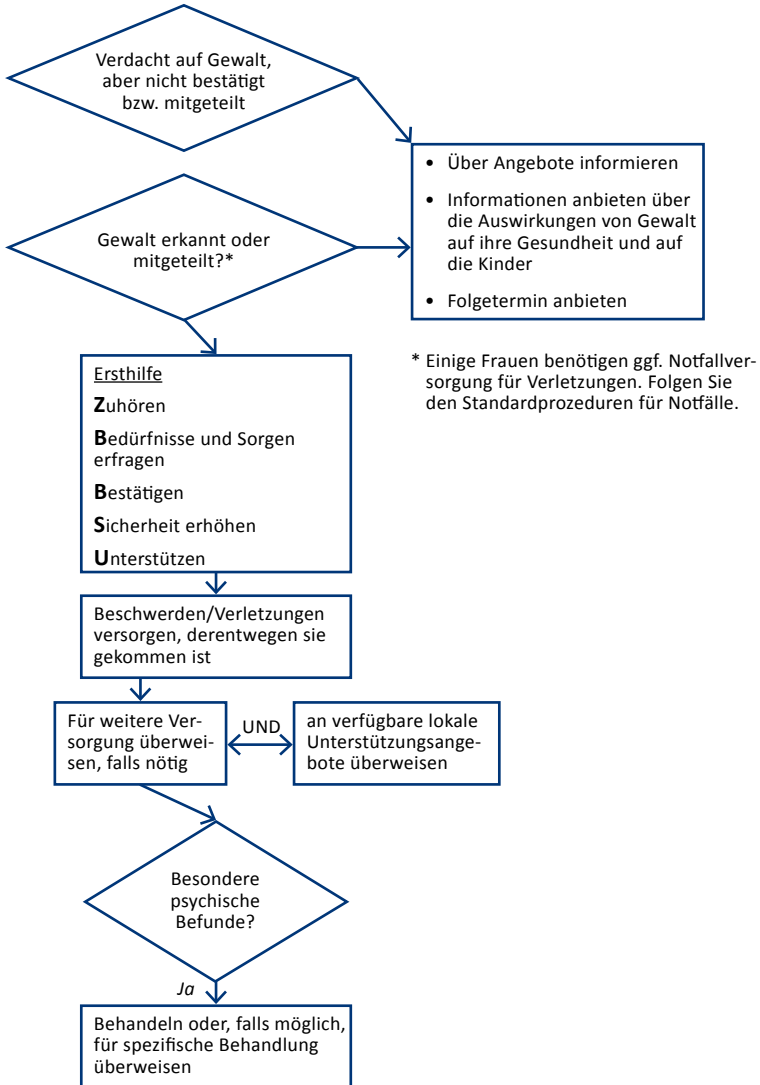 Verdacht auf Gewalt,
aber nicht bestätigt
bzw. mitgeteilt
• Über Angebote informieren
• Informationen anbieten über
die Auswirkungen von Gewalt
auf ihre Gesundheit und auf
die Kinder
• Folgetermin anbieten
Gewalt erkannt oder
mitgeteilt?*
* Einige Frauen benötigen ggf. Notfallver-
sorgung für Verletzungen. Folgen Sie
den Standardprozeduren für Notfälle.
Ersthilfe
Zuhören
Bedürfnisse und Sorgen
erfragen
Bestätigen
Sicherheit erhöhen
Unterstützen
Beschwerden/Verletzungen
versorgen, derentwegen sie
gekommen ist
Für weitere Ver-
sorgung überwei-
sen, falls nötig
UND
an verfügbare lokale
Unterstützungsange-
bote überweisen
Besondere
psychische
Befunde?
Ja
Behandeln oder, falls möglich,
für spezifische Behandlung
überweisen